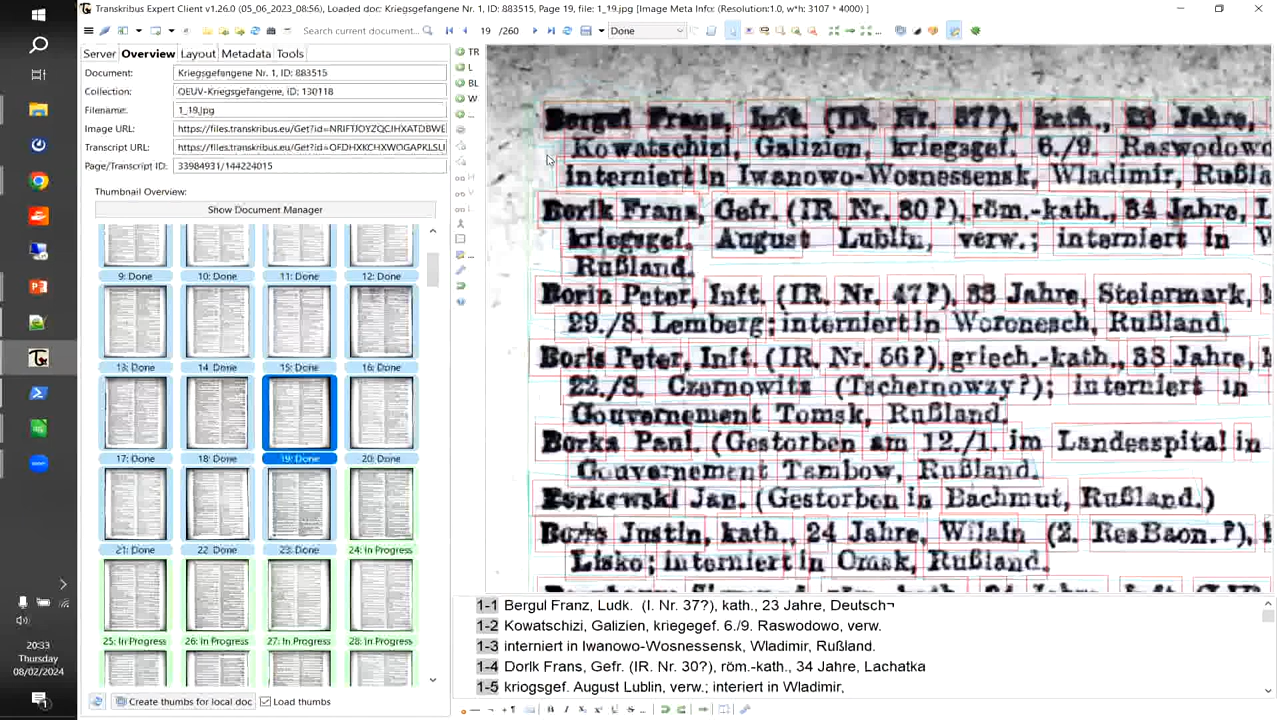 Transkribus Expert Client v1.26.0 (05_06_2023_08:56), Loaded doc: Kriegsgefangene Nr. 1, ID: 883515, Page 19, file: 1_19.jpg [Image Meta Info: (Resolution:1.0, w*h: 3107 * 4000) ]
Search current document...
19 /260
Done
Server Overview Layout Metadata Tools
Document: Kriegsgefangene Nr. 1, ID: 883515
Collection: QEUV-Kriegsgefangene, ID: 130118
Filename: 1_19.jpg
Image URL: https://files.transkribus.eu/Get?id=NRIFTJOYZQCJHXATDBWE
Transcript URL: https://files.transkribus.eu/Get?id=OFDHXKCHXWOGAPKLSLI
Page/Transcript ID: 33984931/144224015
Thumbnail Overview:
Show Document Manager
9: Done 10: Done 11: Done 12: Done
13: Done 14: Done 15: Done 16: Done
17: Done 18: Done 19: Done 20: Done
21: Done 22: Done 23: Done 24: In Progress
25: In Progress 26: In Progress 27: In Progress 28: In Progress
Create thumbs for local doc Load thumbs
TR
L
BL
W
...
Bergul Franz, Inft. (IR. Nr. 37?), kath., 23 Jahre,
Kowatschizi, Galizien, kriegsgef. 6./9. Raswodowo
interniert in Iwanowo-Wosnessensk, Wladimir, Rußla
Borik Franz, Gefr. (IR. Nr. 30?), röm.-kath., 34 Jahre, L
kriegsgef. August Lublin, verw.; interniert in W
Rußland.
Borin Peter, Inft. (IR. Nr. 47?), 33 Jahre, Steiermark,
29./8. Lemberg; interniert in Woronesch, Rußland.
Boris Peter, Inft. (IR. Nr. 56?), griech.-kath., 33 Jahre,
22./8. Czernowitz (Tschernowzy?); interniert in
Gouvernement Tomsk, Rußland.
Borka Paul. (Gestorben am 12./1. im Landesspital in
Gouvernement Tambow, Rußland.
Borkewski Jan. (Gestorben in Bachmut, Rußland.)
Justin, kath., 24 Jahre, Wilain (2. ResBaon.?),
Lisko; interniert in Omsk, Rußland.
1-1 Bergul Franz, Ludk. (I. Nr. 37?), kath., 23 Jahre, Deutsch¬
1-2 Kowatschizi, Galizien, kriegegef. 6./9. Raswodowo, verw.
1-3 interniert in Iwanowo-Wosnessensk, Wladimir, Rußland.
1-4 Dorlk Frans, Gefr. (IR. Nr. 30?), röm.-kath., 34 Jahre, Lachatka
1-5 kriogsgef. August Lublin, verw.; interiert in Wladimir,
20:33
Thursday
08/02/2024